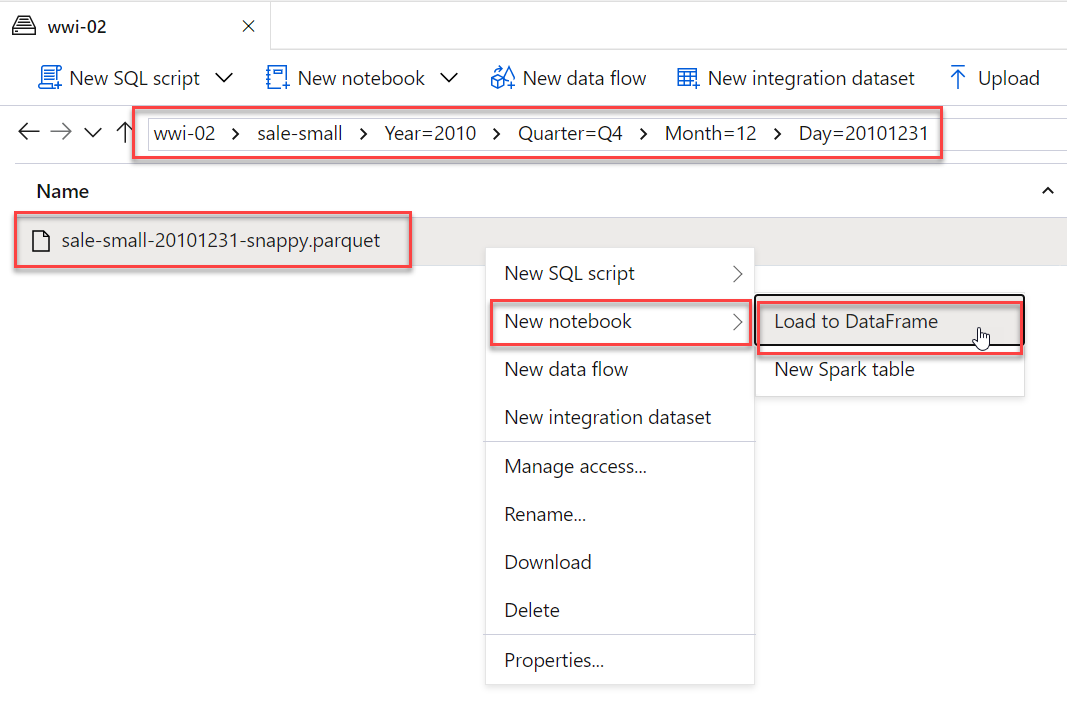 wwi-02
New SQL script
New notebook
New data flow
New integration dataset
Upload
wwi-02 > sale-small > Year=2010 > Quarter=Q4 > Month=12 > Day=20101231
Name
sale-small-20101231-snappy.parquet
New SQL script
New notebook
Load to DataFrame
New data flow
New Spark table
New integration dataset
Manage access...
Rename...
Download
Delete
Properties...